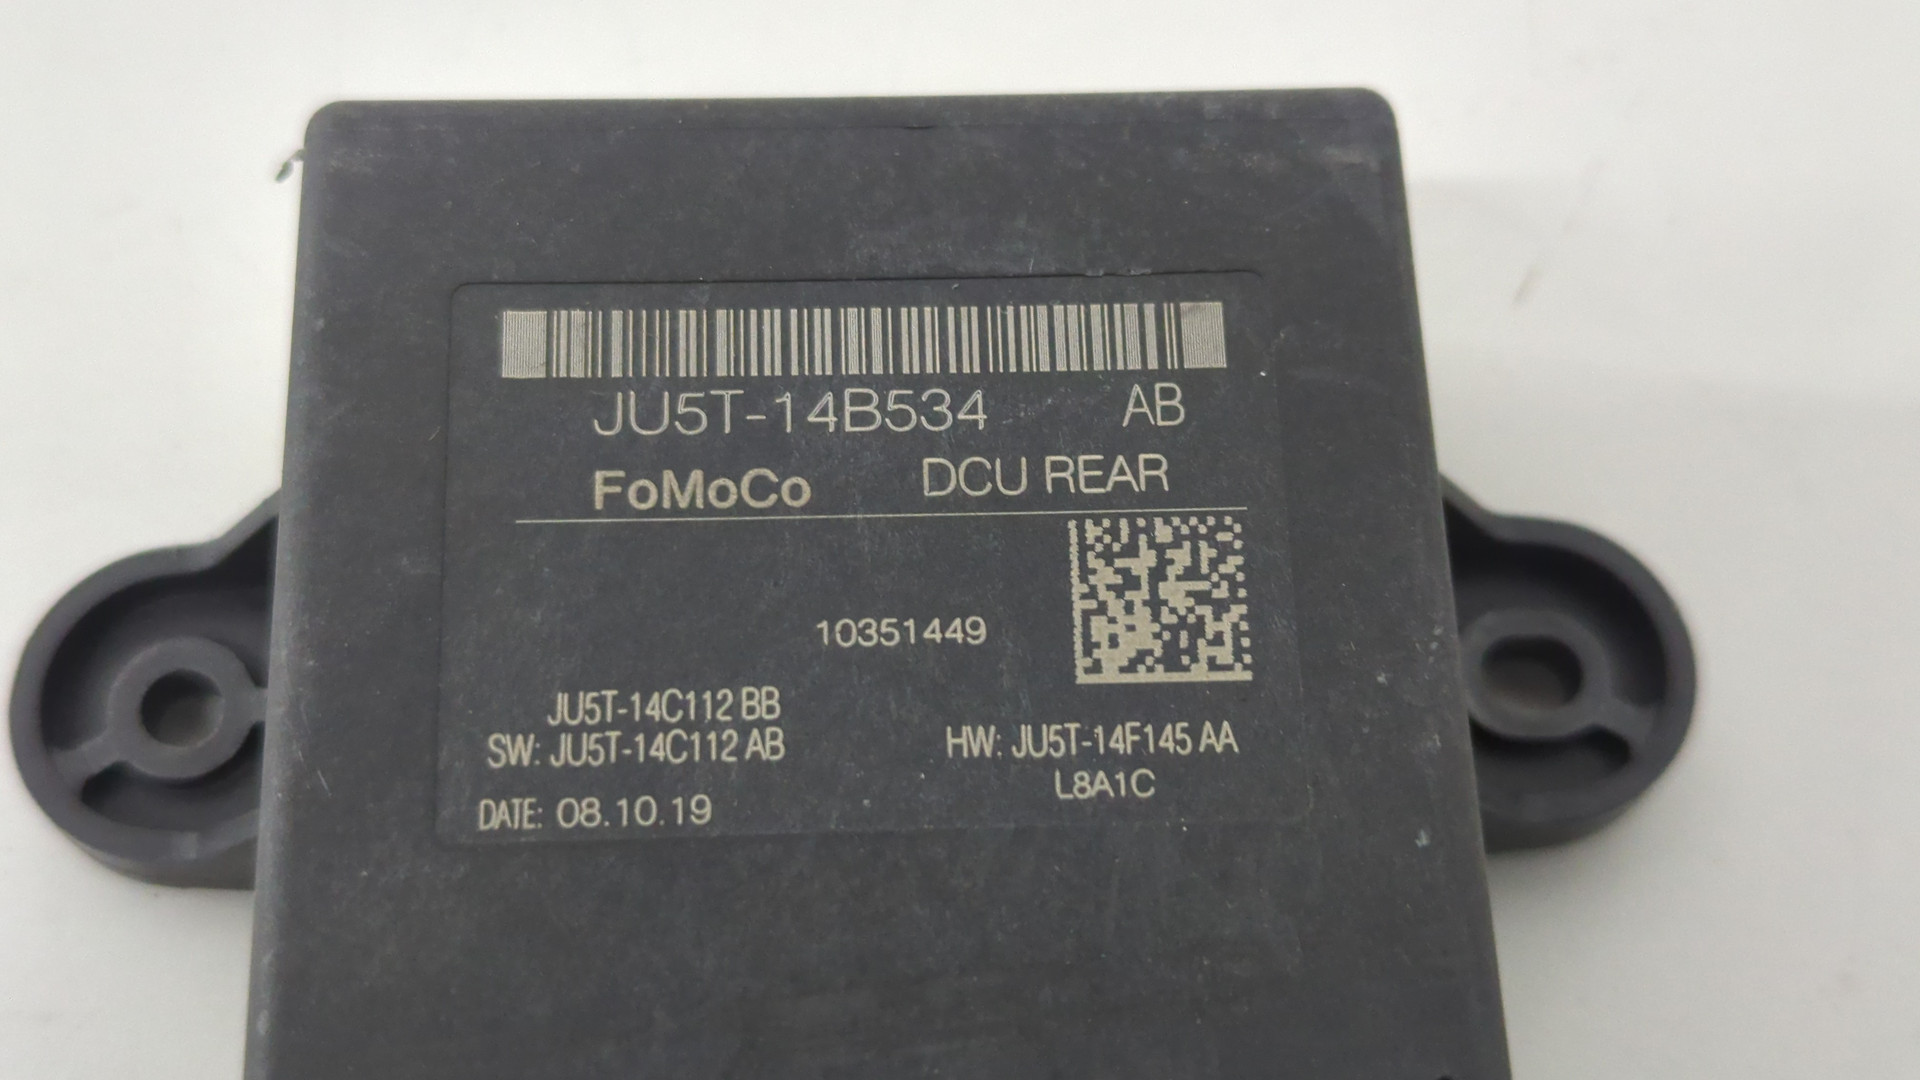 JU5T-14B534 AB
FoMoCo DCU REAR
10351449
JU5T-14C112 BB
SW: JU5T-14C112 AB HW: JU5T-14F145 AA
L8A1C
DATE: 08.10.19